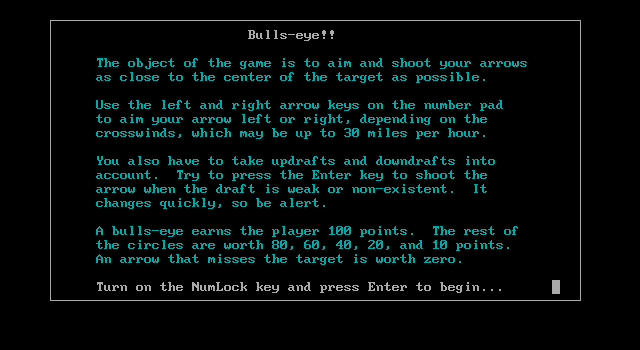 Bulls-eye!!
The object of the game is to aim and shoot your arrows
as close to the center of the target as possible.
Use the left and right arrow keys on the number pad
to aim your arrow left or right, depending on the
crosswinds, which may be up to 30 miles per hour.
You also have to take updrafts and downdrafts into
account.  Try to press the Enter key to shoot the
arrow when the draft is weak or non-existent.  It
changes quickly, so be alert.
A bulls-eye earns the player 100 points.  The rest of
the circles are worth 80, 60, 40, 20, and 10 points.
An arrow that misses the target is worth zero.
Turn on the NumLock key and press Enter to begin...